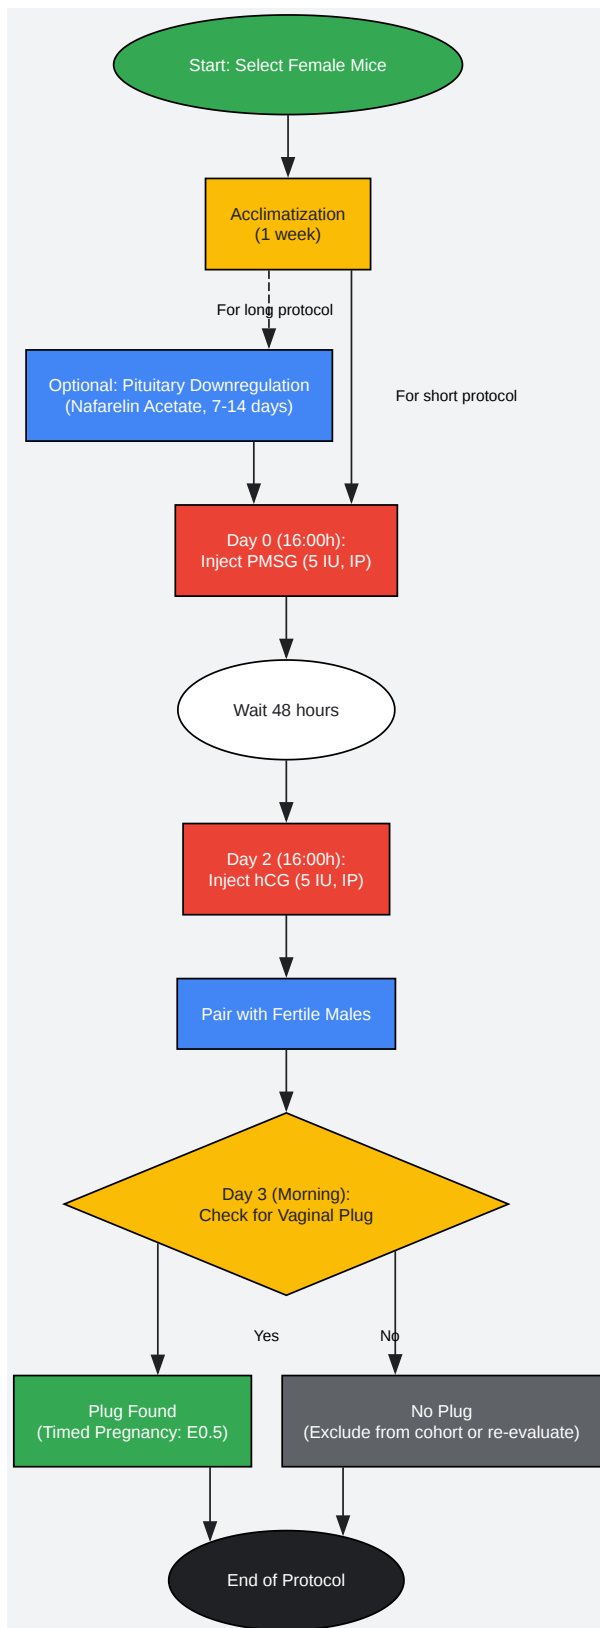 Start: Select Female Mice
Acclimatization
(1 week)
For long protocol
Optional: Pituitary Downregulation
(Nafarelin Acetate, 7-14 days)
For short protocol
Day 0 (16:00h):
Inject PMSG (5 IU, IP)
Wait 48 hours
Day 2 (16:00h):
Inject hCG (5 IU, IP)
Pair with Fertile Males
Day 3 (Morning):
Check for Vaginal Plug
Yes
No
Plug Found
(Timed Pregnancy: E0.5)
No Plug
(Exclude from cohort or re-evaluate)
End of Protocol